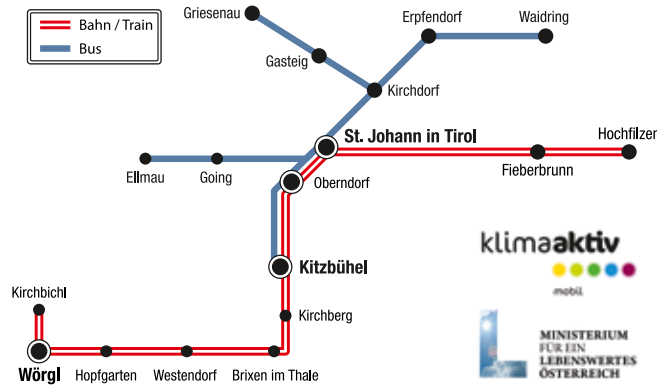 Bahn / Train
Bus
Griesenau
Erpfendorf
Waidring
Gasteig
Kirchdorf
St. Johann in Tirol
Hochfilzer
Ellmau
Going
Oberndorf
Fieberbrunn
Kitzbühel
klimaaktiv
mobil
Kirchbichl
Kirchberg
Wörgl
Hopfgarten
Westendorf
Brixen im Thale
MINISTERIUM
FÜR EIN
LEBENSWERTES
ÖSTERREICH